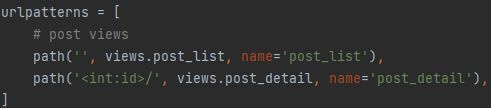 urlpatterns = [
    # post views
    path('', views.post_list, name='post_list'),
    path('<int:id>/', views.post_detail, name='post_detail'),
]